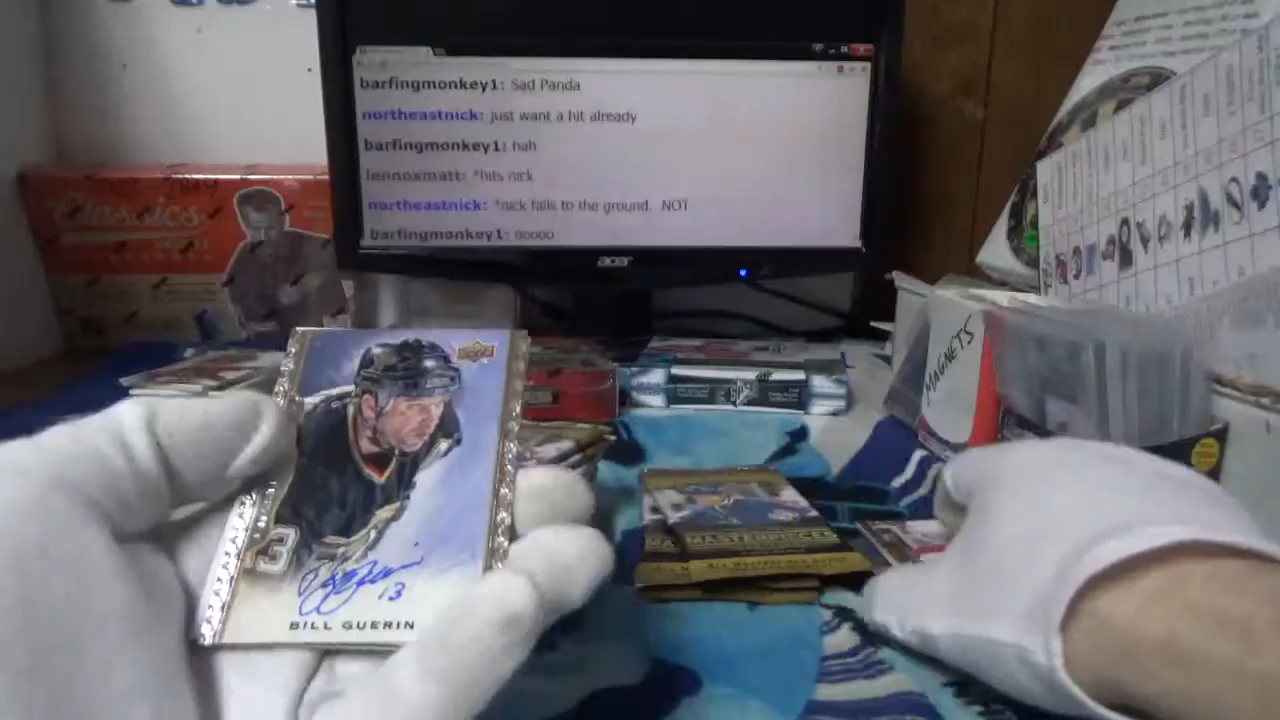 barfingmonkey1: Sad Panda
northeastnick: just want a hit already
barfingmonkey1: hah
lennoxmatt: *hits nick
northeastnick: *nick falls to the ground. .NOT
barfingmonkey1: ooooo
acer
Classics
MAGNETS
MASTERPIECES
13
BILL GUERIN